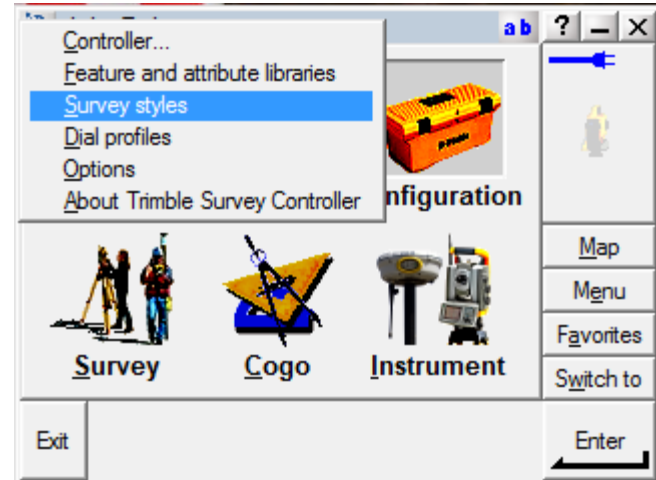 ab ?
Controller...
Feature and attribute libraries
Survey styles
Dial profiles
Options
About Trimble Survey Controller
nfiguration
Survey
Cogo
Instrument
Map
Menu
Favorites
Switch to
Exit
Enter